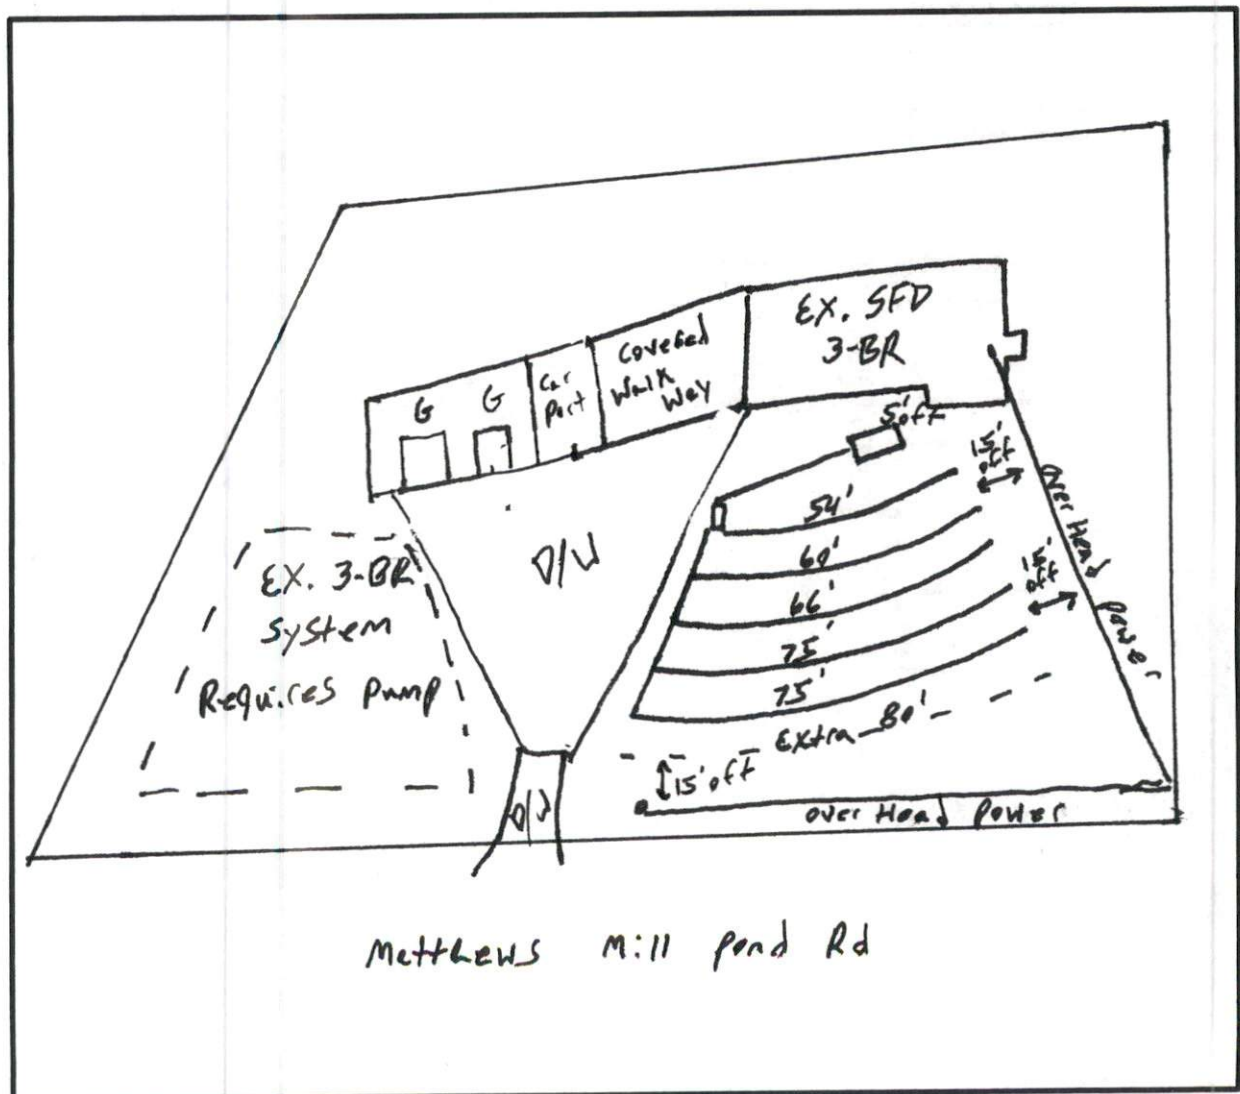 EX. SFD
3-BR
Covered
Walk
Way
Car
Port
G G
5' off
15'
off
Over Head Power
54'
60'
66'
15'
off
75'
75'
Extra 80'
D/W
EX. 3-BR
System
Requires Pump
15' off
over Head Power
D/W
Matthews Mill Pond Rd